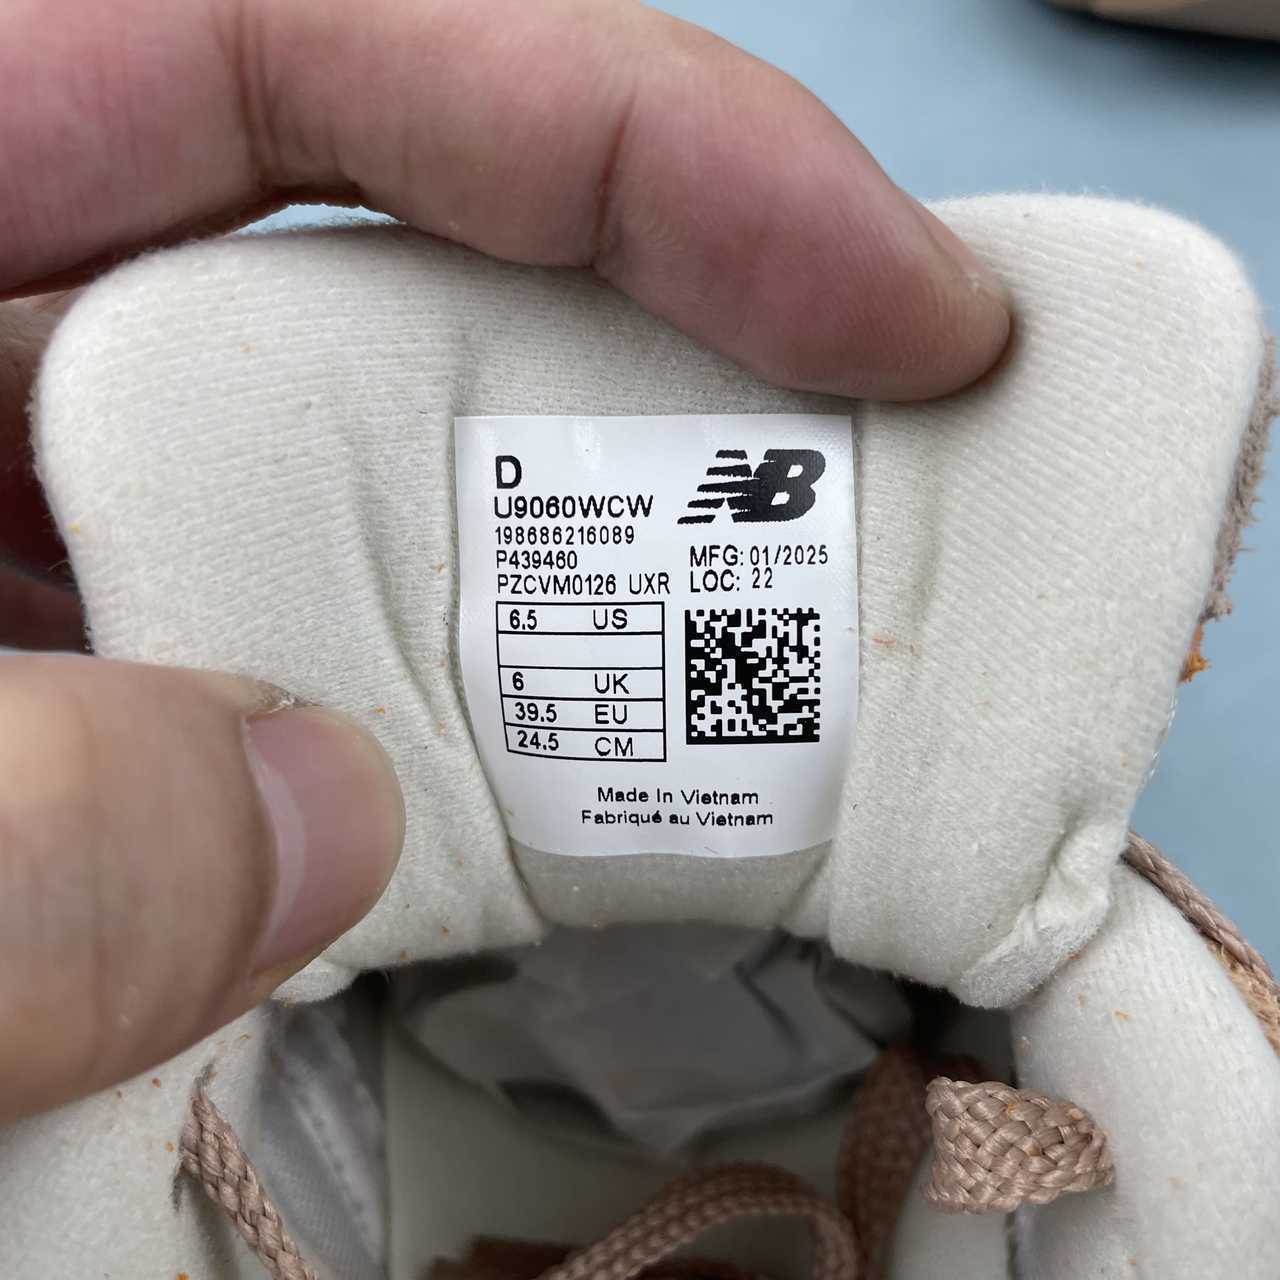 D
U9060WCW
198686216089
P439460
PZCVM0126 UXR
NB
MFG: 01/2025
LOC: 22
6.5 US
6 UK
39.5 EU
24.5 CM
Made In Vietnam
Fabriqué au Vietnam